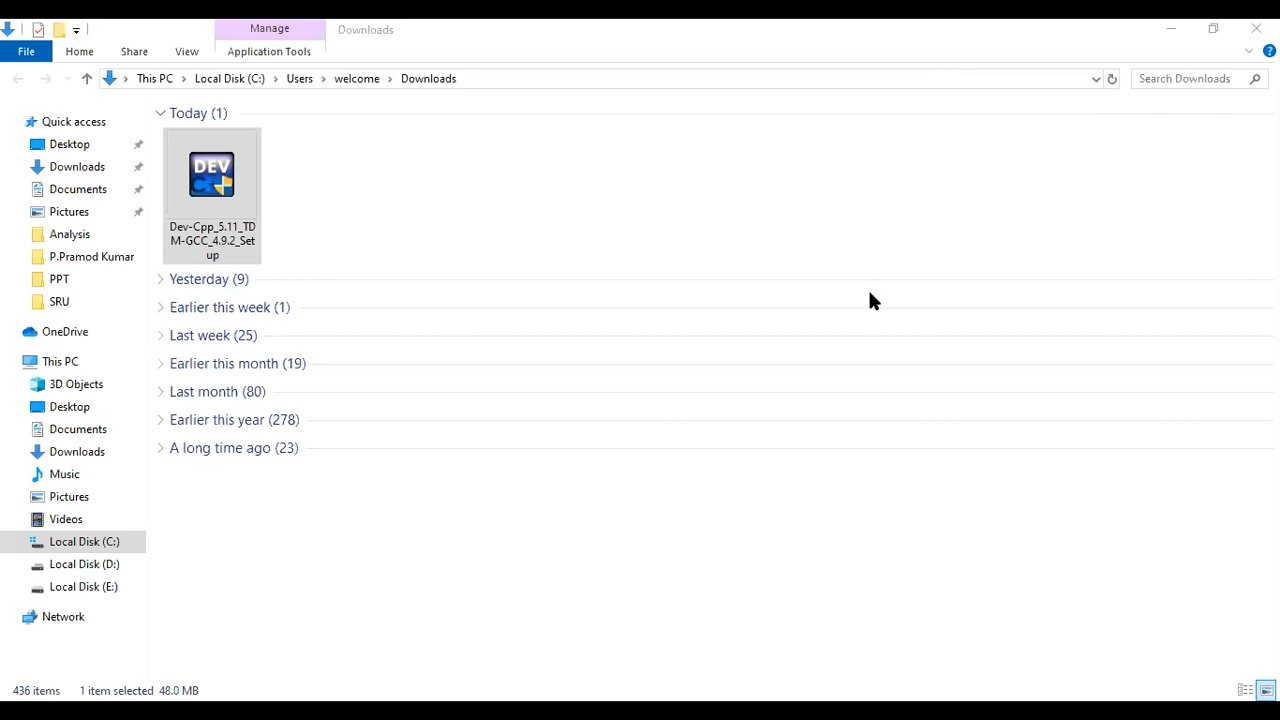 Manage
Downloads
File
Home
Share
View
Application Tools
This PC
Local Disk (C:)
Users
welcome
Downloads
Search Downloads
Quick access
Desktop
Downloads
Documents
Pictures
Analysis
P.Pramod Kumar
PPT
SRU
OneDrive
This PC
3D Objects
Desktop
Documents
Downloads
Music
Pictures
Videos
Local Disk (C:)
Local Disk (D:)
Local Disk (E:)
Network
Today (1)
DEV
C++
Dev-Cpp_5.11_TD
M-GCC_4.9.2_Set
up
Yesterday (9)
Earlier this week (1)
Last week (25)
Earlier this month (19)
Last month (80)
Earlier this year (278)
A long time ago (23)
436 items
1 item selected 48.0 MB